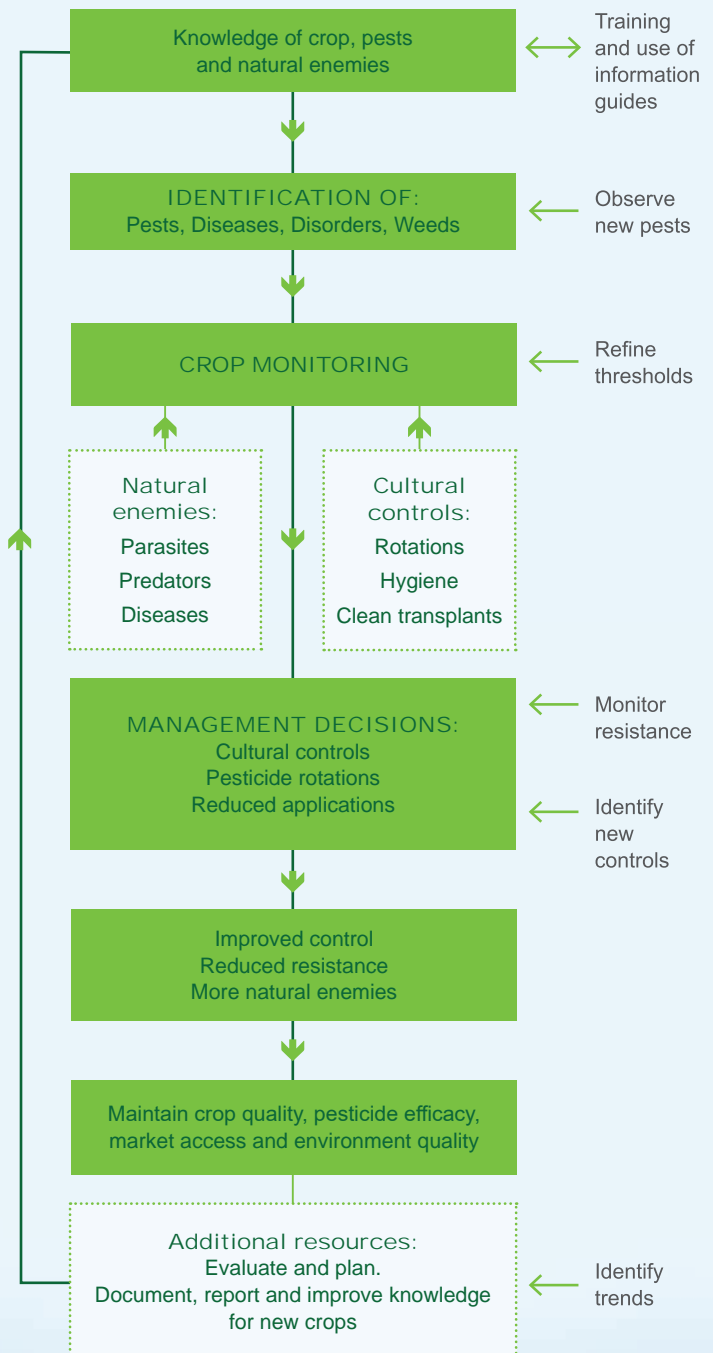 Knowledge of crop, pests
and natural enemies
Training
and use of
information
guides
IDENTIFICATION OF:
Pests, Diseases, Disorders, Weeds
Observe
new pests
CROP MONITORING
Refine
thresholds
Natural
enemies:
Parasites
Predators
Diseases
Cultural
controls:
Rotations
Hygiene
Clean transplants
MANAGEMENT DECISIONS:
Cultural controls
Pesticide rotations
Reduced applications
Monitor
resistance
Identify
new
controls
Improved control
Reduced resistance
More natural enemies
Maintain crop quality, pesticide efficacy,
market access and environment quality
Additional resources:
Evaluate and plan.
Document, report and improve knowledge
for new crops
Identify
trends